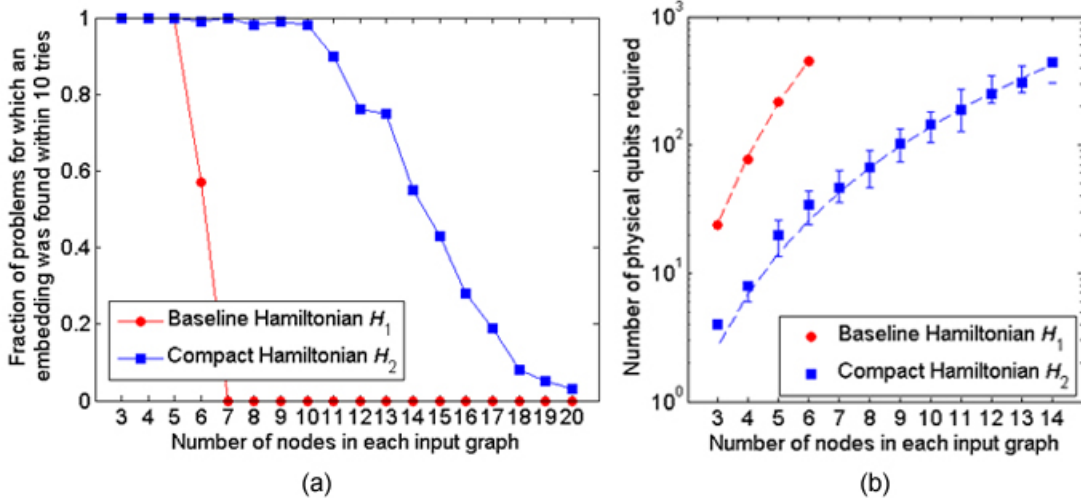 Fraction of problems for which an
embedding was found within 10 tries
1
0.8
0.6
0.4
0.2
0
Baseline Hamiltonian H1
Compact Hamiltonian H2
3 4 5 6 7 8 9 10 11 12 13 14 15 16 17 18 19 20
Number of nodes in each input graph
(a)
Number of physical qubits required
10^3
10^2
10^1
10^0
Baseline Hamiltonian H1
Compact Hamiltonian H2
3 4 5 6 7 8 9 10 11 12 13 14
Number of nodes in each input graph
(b)